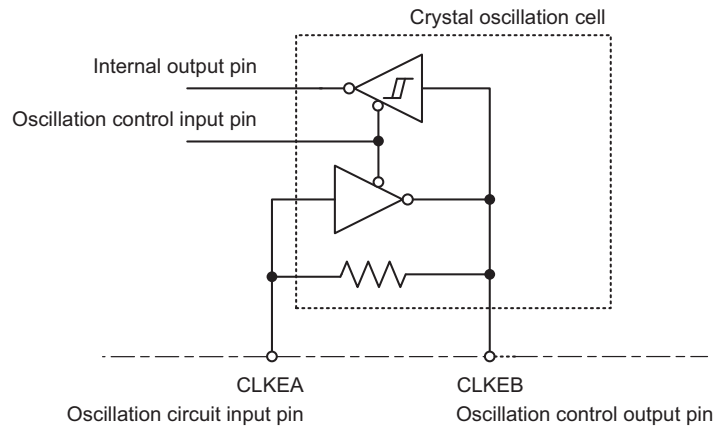 Crystal oscillation cell
Internal output pin
Oscillation control input pin
CLKEA
CLKEB
Oscillation circuit input pin
Oscillation control output pin